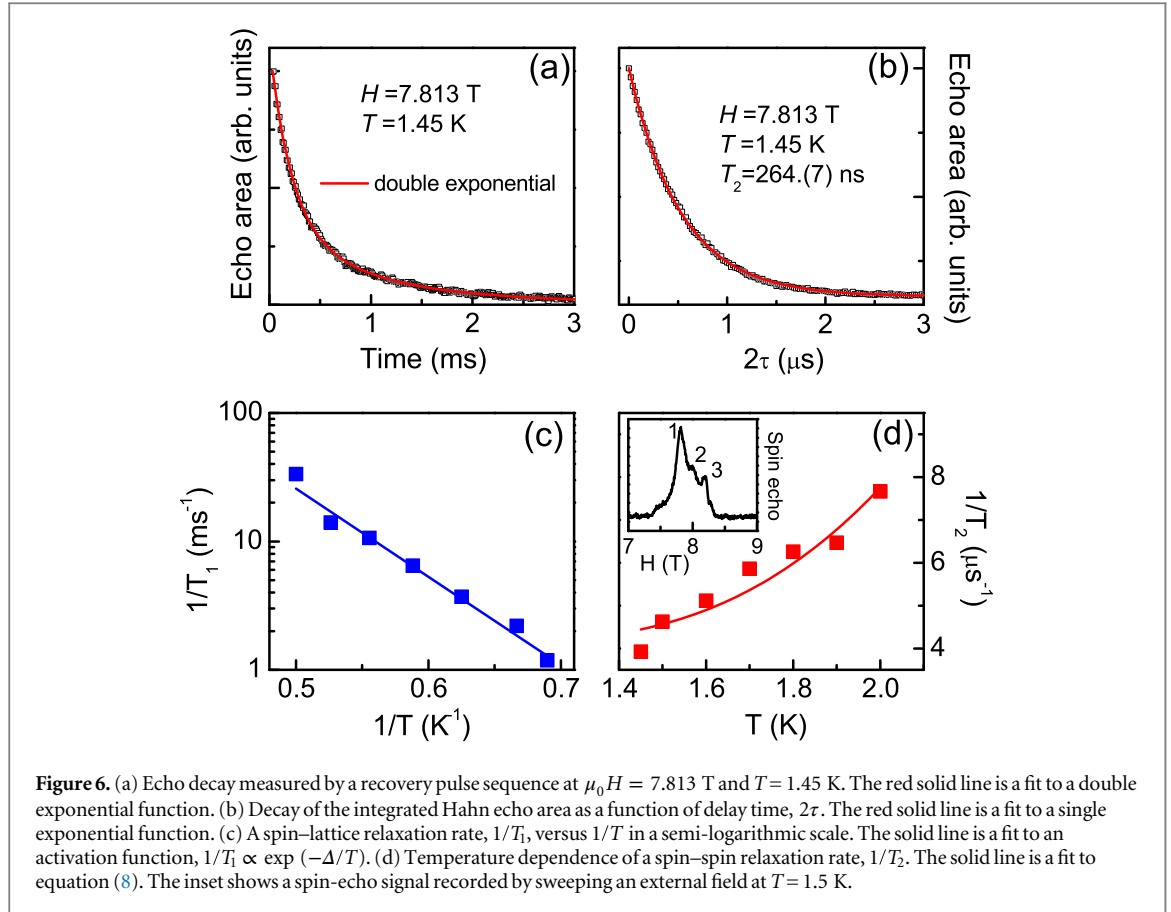 (a)
H =7.813 T
T =1.45 K
double exponential
Echo area (arb. units)
0 1 2 3
Time (ms)
(b)
H =7.813 T
T =1.45 K
T2=264.(7) ns
Echo area (arb. units)
0 1 2 3
2τ (μs)
(c)
100
10
1
1/T1 (ms-1)
0.5 0.6 0.7
1/T (K-1)
(d)
1
2
3
Spin echo
7 8 9
H (T)
8
6
4
1/T2 (μs-1)
1.4 1.6 1.8 2.0
T (K)
Figure 6. (a) Echo decay measured by a recovery pulse sequence at μ0H = 7.813 T and T = 1.45 K. The red solid line is a fit to a double
exponential function. (b) Decay of the integrated Hahn echo area as a function of delay time, 2τ. The red solid line is a fit to a single
exponential function. (c) A spin–lattice relaxation rate, 1/T1, versus 1/T in a semi-logarithmic scale. The solid line is a fit to an
activation function, 1/T1 ∝ exp (−Δ/T). (d) Temperature dependence of a spin–spin relaxation rate, 1/T2. The solid line is a fit to
equation (8). The inset shows a spin-echo signal recorded by sweeping an external field at T = 1.5 K.